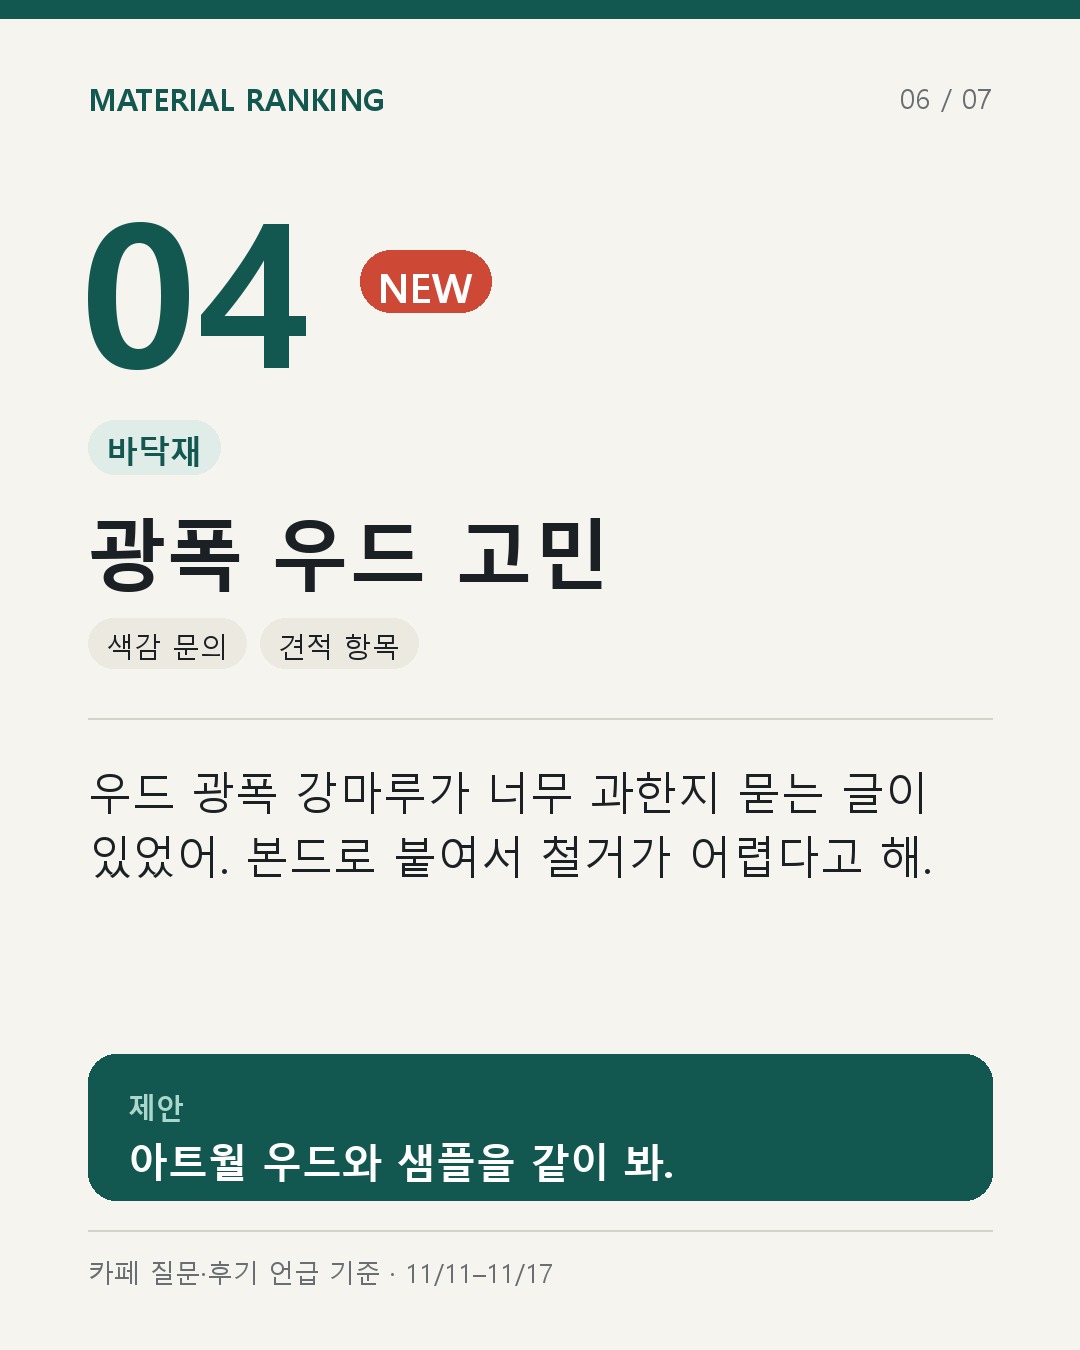 MATERIAL RANKING
06 / 07
04
NEW
바닥재
광폭 우드 고민
색감 문의
견적 항목
우드 광폭 강마루가 너무 과한지 묻는 글이
있었어. 본드로 붙여서 철거가 어렵다고 해.
제안
아트월 우드와 샘플을 같이 봐.
카페 질문·후기 언급 기준 · 11/11–11/17